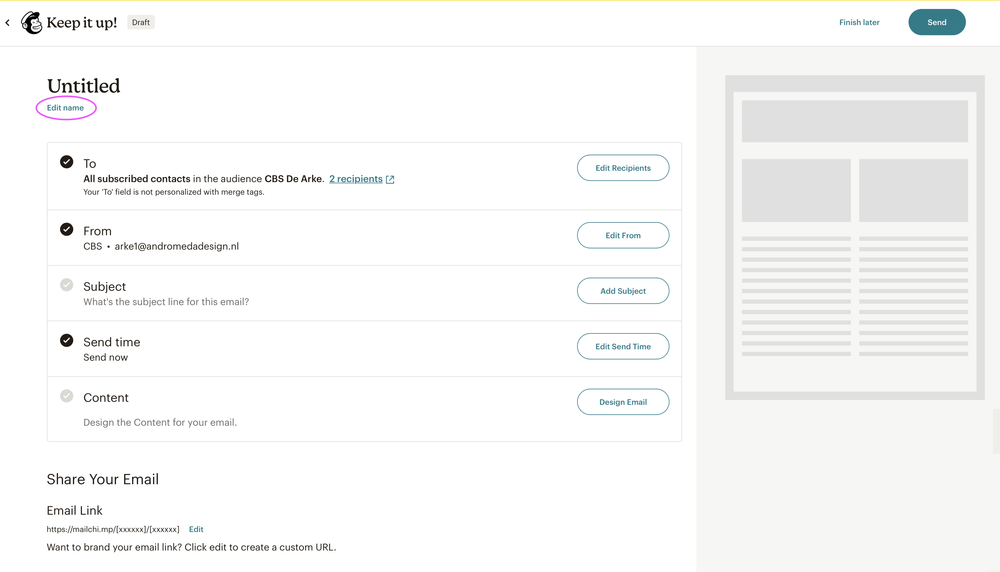 Keep it up!
Draft
Finish later
Send
Untitled
Edit name
To
All subscribed contacts in the audience CBS De Arke. 2 recipients
Your 'To' field is not personalized with merge tags.
Edit Recipients
From
CBS • arke1@andromedadesign.nl
Edit From
Subject
What's the subject line for this email?
Add Subject
Send time
Send now
Edit Send Time
Content
Design the Content for your email.
Design Email
Share Your Email
Email Link
https://mailchi.mp/[xxxxxx]/[xxxxxx] Edit
Want to brand your email link? Click edit to create a custom URL.